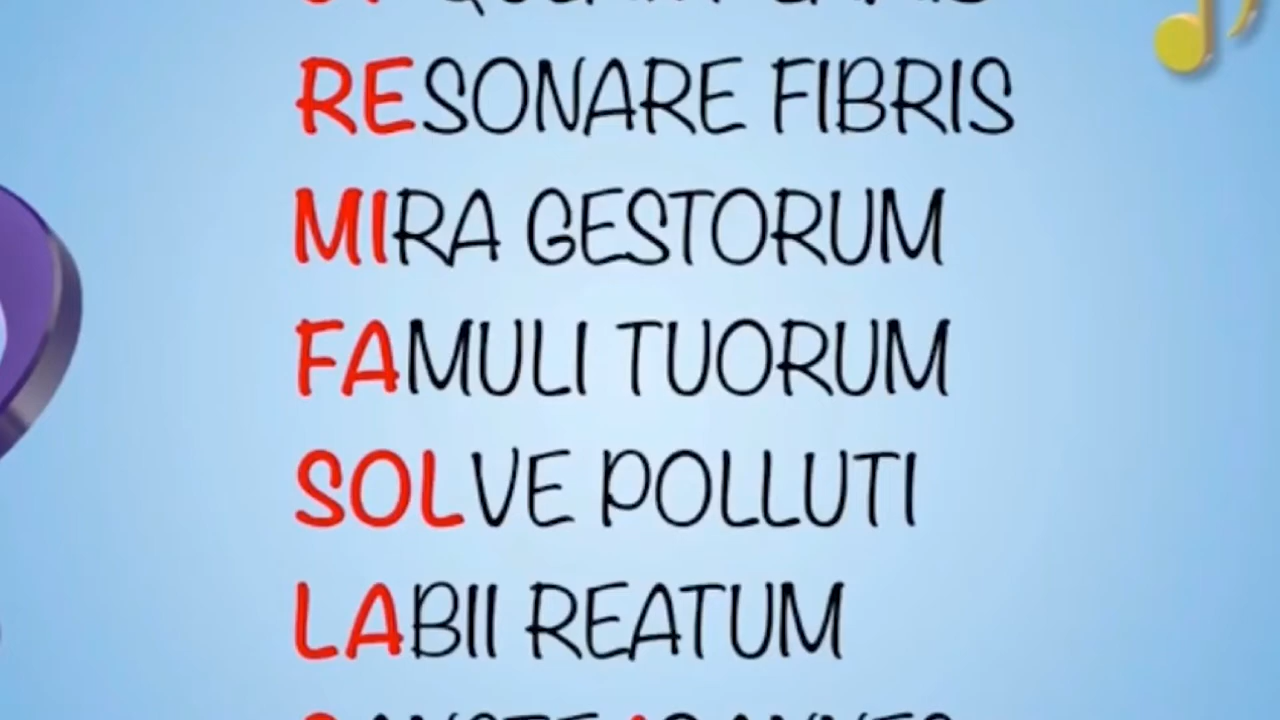 RESONARE FIBRIS
MIRA GESTORUM
FAMULI TUORUM
SOLVE POLLUTI
LABII REATUM